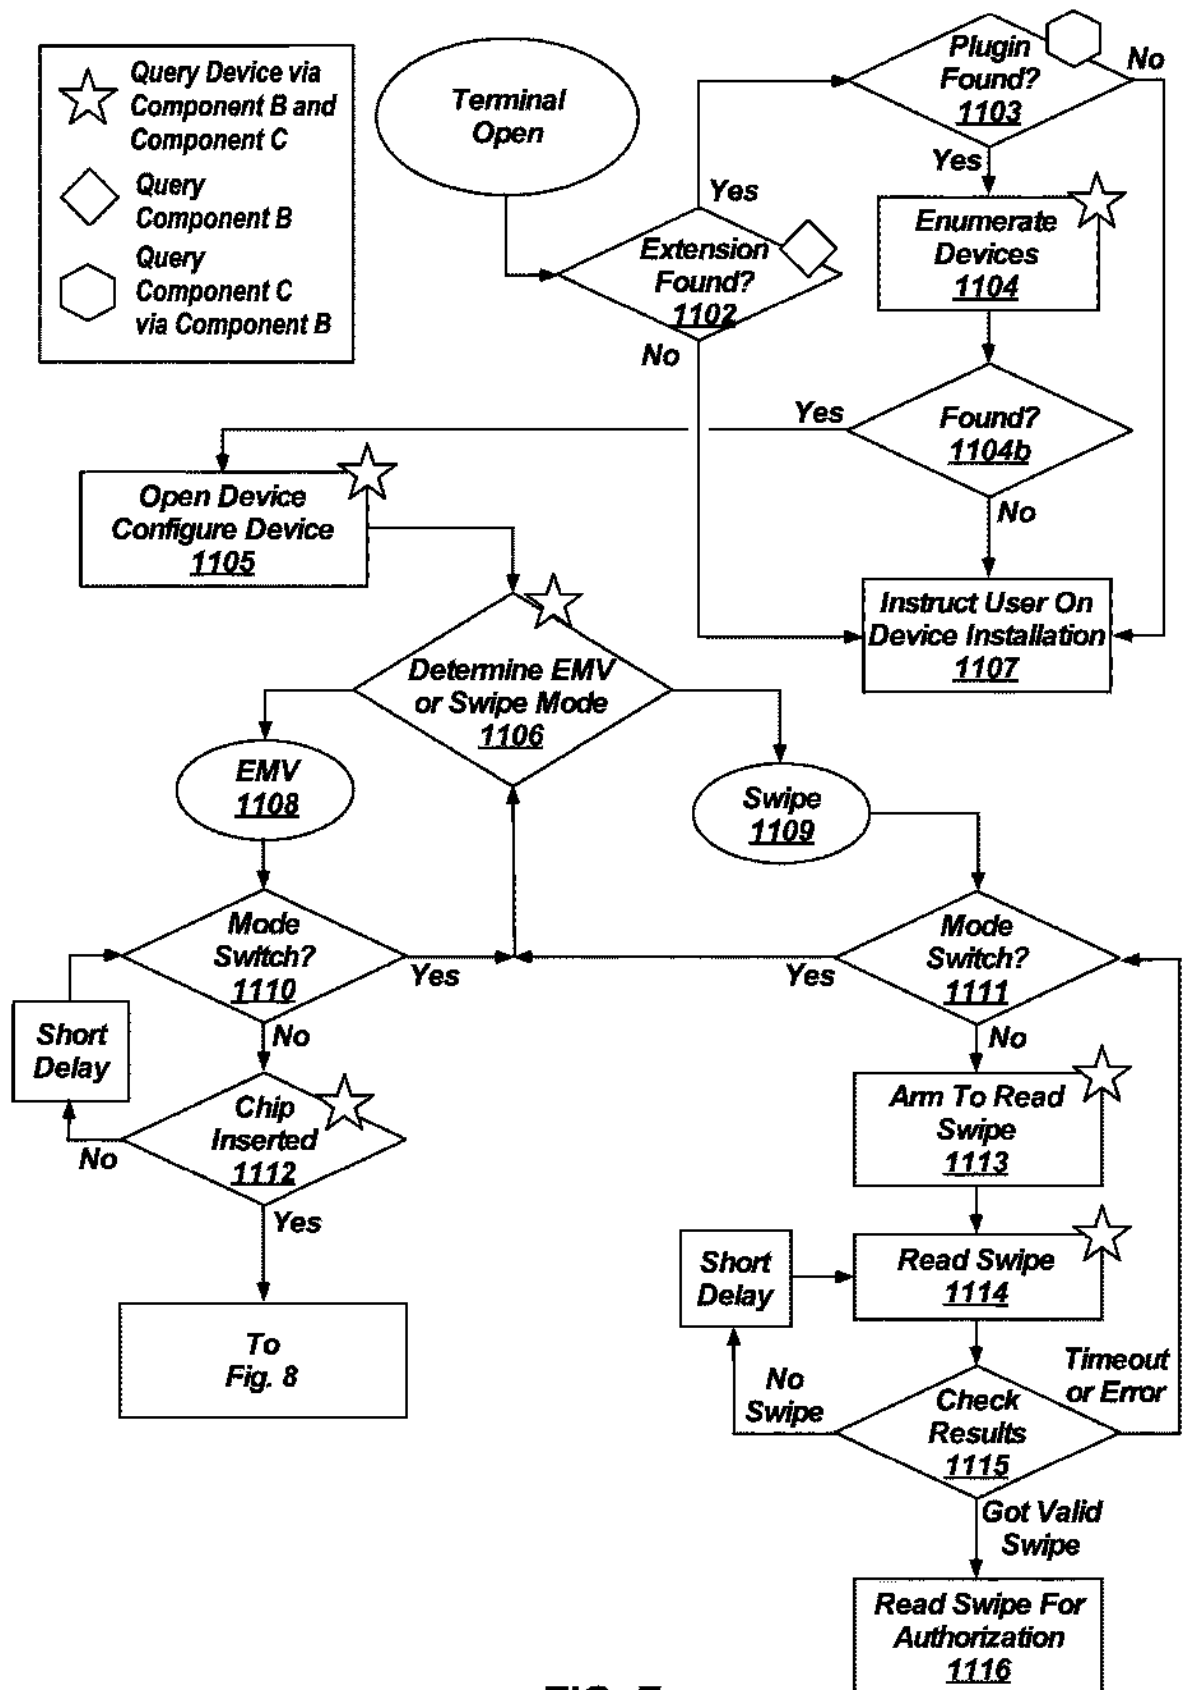 Query Device via
Component B and
Component C
Query
Component B
Query
Component C
via Component B
Terminal
Open
Plugin
Found?
1103
No
Yes
Yes
Extension
Found?
1102
No
Enumerate
Devices
1104
Yes
Found?
1104b
No
Open Device
Configure Device
1105
Instruct User On
Device Installation
1107
Determine EMV
or Swipe Mode
1106
EMV
1108
Swipe
1109
Mode
Switch?
1110
Yes
No
Mode
Switch?
1111
Yes
No
Short
Delay
Chip
Inserted
1112
No
Yes
To
Fig. 8
Arm To Read
Swipe
1113
Read Swipe
1114
Short
Delay
No
Swipe
Timeout
or Error
Check
Results
1115
Got Valid
Swipe
Read Swipe For
Authorization
1116